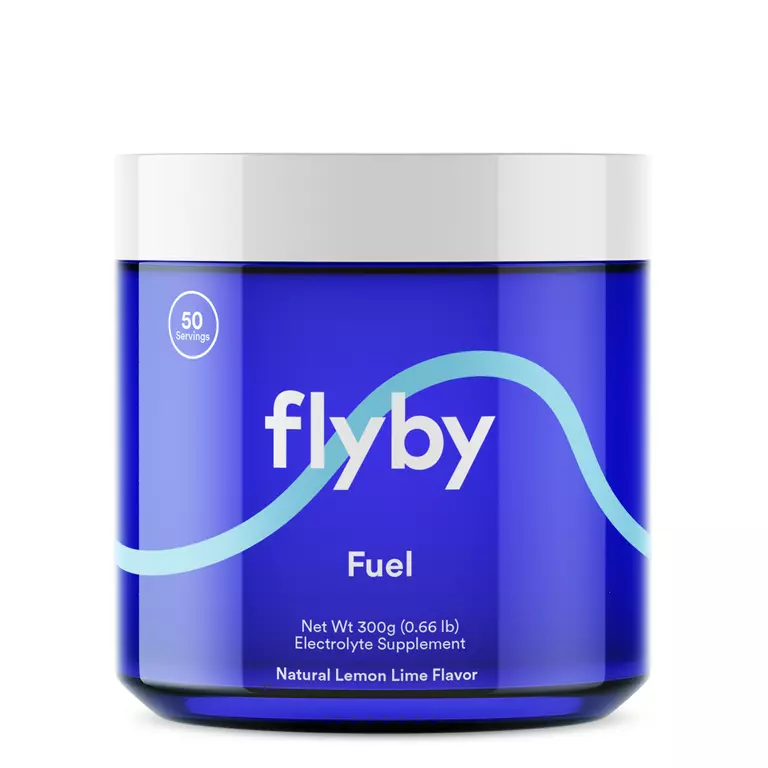 50
Servings
flyby
Fuel
Net Wt 300g (0.66 lb)
Electrolyte Supplement
Natural Lemon Lime Flavor